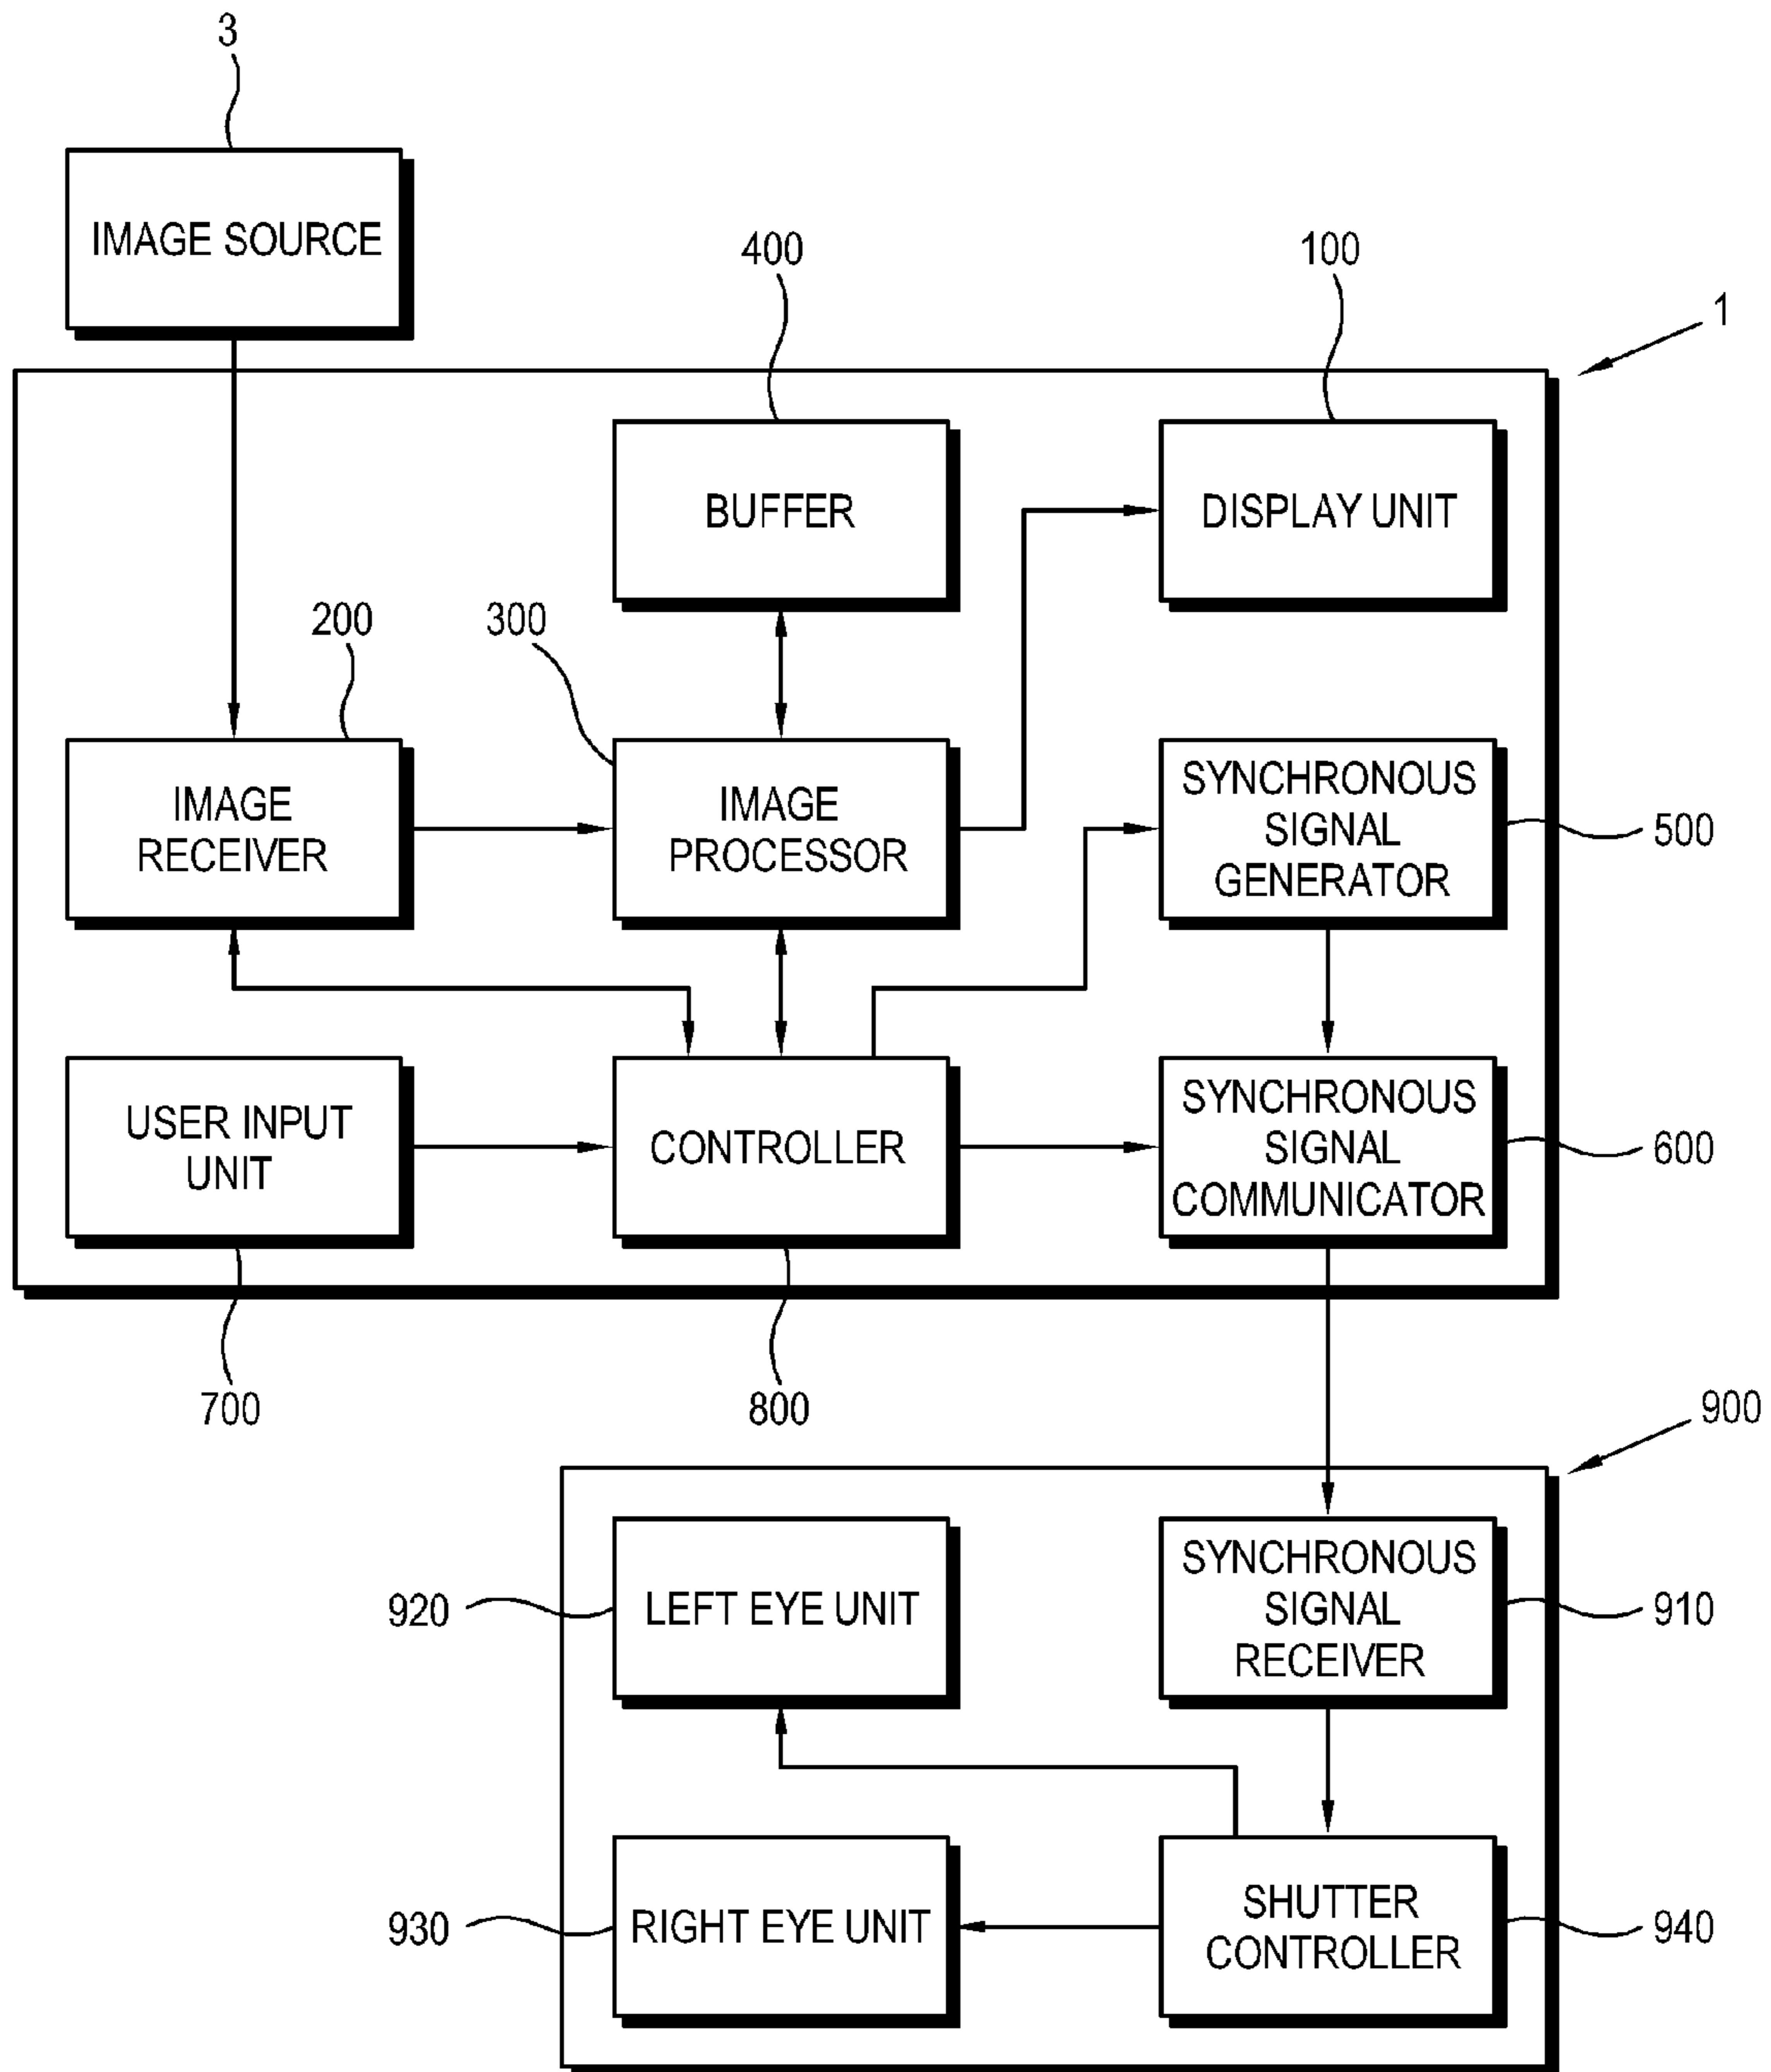 3
IMAGE SOURCE
400
100
1
BUFFER
DISPLAY UNIT
200
300
IMAGE
RECEIVER
IMAGE
PROCESSOR
SYNCHRONOUS
SIGNAL
GENERATOR
500
USER INPUT
UNIT
CONTROLLER
SYNCHRONOUS
SIGNAL
COMMUNICATOR
600
700
800
900
920
LEFT EYE UNIT
SYNCHRONOUS
SIGNAL
RECEIVER
910
930
RIGHT EYE UNIT
SHUTTER
CONTROLLER
940